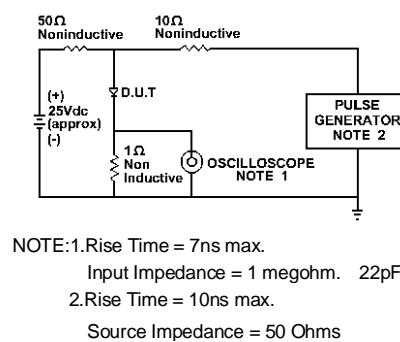 50Ω
Noninductive
10Ω
Noninductive
D.U.T
(+)
25Vdc
(approx)
(-)
PULSE
GENERATOR
NOTE 2
1Ω
Non
Inductive
OSCILLOSCOPE
NOTE 1
NOTE:1.Rise Time = 7ns max.
Input Impedance = 1 megohm. 22pF
2.Rise Time = 10ns max.
Source Impedance = 50 Ohms